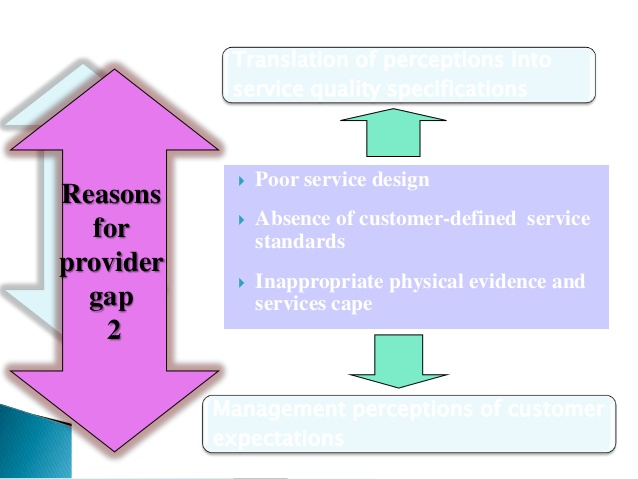 Translation of perceptions into
service quality specifications
Reasons
for
provider
gap
2
Poor service design
Absence of customer-defined service
standards
Inappropriate physical evidence and
services cape
Management perceptions of customer
expectations